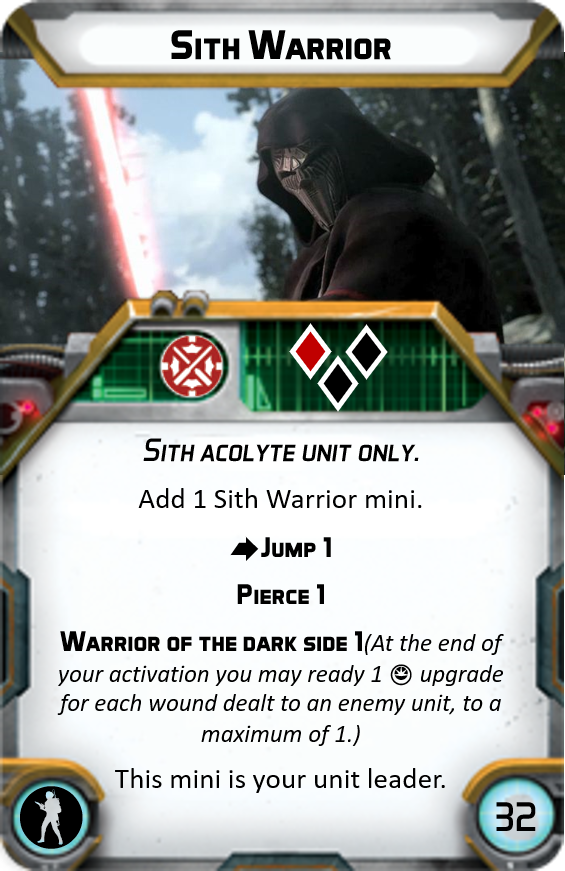 Sith Warrior
Sith acolyte unit only.
Add 1 Sith Warrior mini.
Jump 1
Pierce 1
Warrior of the dark side 1(At the end of
your activation you may ready 1 upgrade
for each wound dealt to an enemy unit, to a
maximum of 1.)
This mini is your unit leader.
32